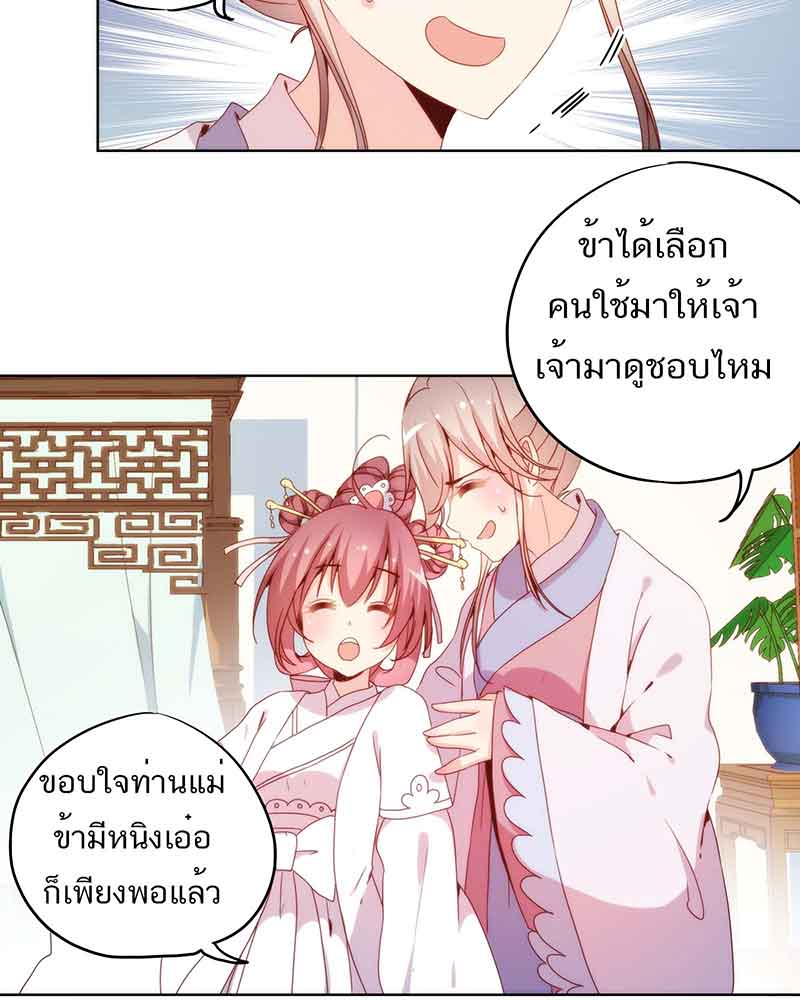 ข้าได้เลือก
คนใช้มาให้เจ้า
เจ้ามาดูชอบไหม
ขอบใจท่านแม่
ข้ามีหนิงเอ๋อ
ก็เพียงพอแล้ว